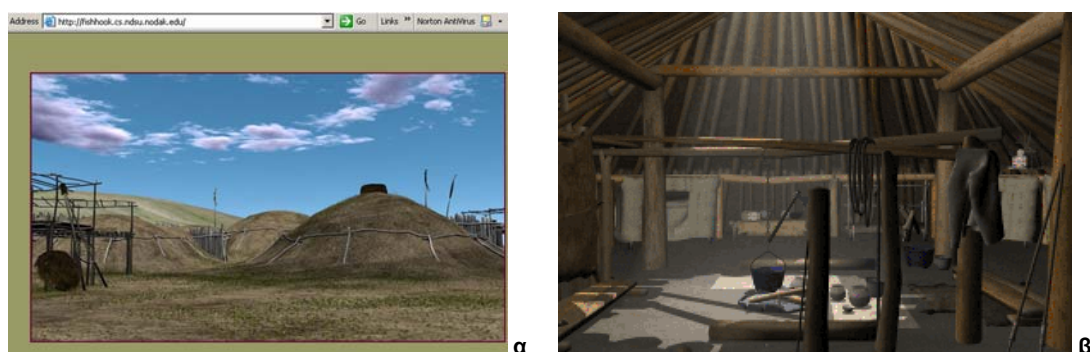 Address http://fishhook.cs.ndsu.nodak.edu/ Go Links » Norton AntiVirus
α β